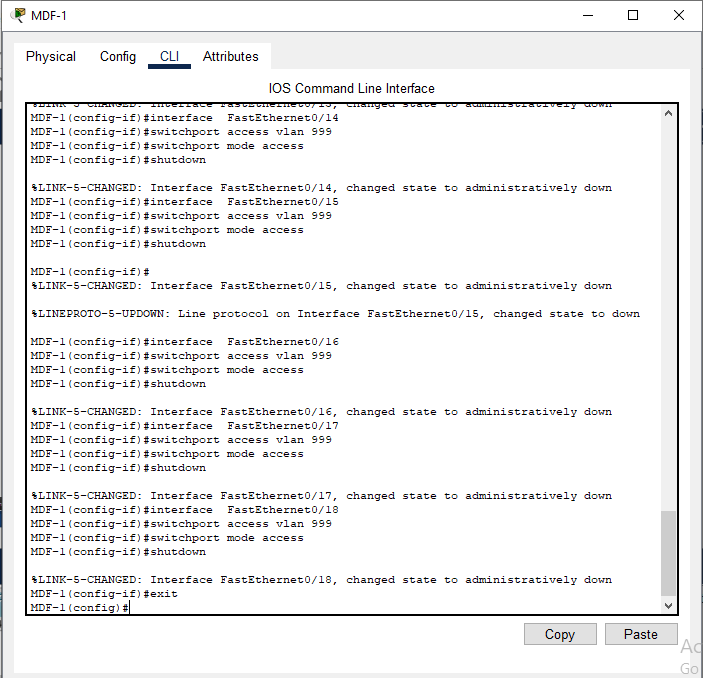 MDF-1
Physical Config CLI Attributes
IOS Command Line Interface
%LINK-5-CHANGED: Interface FastEthernet0/13, changed state to administratively down
MDF-1(config-if)#interface  FastEthernet0/14
MDF-1(config-if)#switchport access vlan 999
MDF-1(config-if)#switchport mode access
MDF-1(config-if)#shutdown
%LINK-5-CHANGED: Interface FastEthernet0/14, changed state to administratively down
MDF-1(config-if)#interface  FastEthernet0/15
MDF-1(config-if)#switchport access vlan 999
MDF-1(config-if)#switchport mode access
MDF-1(config-if)#shutdown
MDF-1(config-if)#
%LINK-5-CHANGED: Interface FastEthernet0/15, changed state to administratively down
%LINEPROTO-5-UPDOWN: Line protocol on Interface FastEthernet0/15, changed state to down
MDF-1(config-if)#interface  FastEthernet0/16
MDF-1(config-if)#switchport access vlan 999
MDF-1(config-if)#switchport mode access
MDF-1(config-if)#shutdown
%LINK-5-CHANGED: Interface FastEthernet0/16, changed state to administratively down
MDF-1(config-if)#interface  FastEthernet0/17
MDF-1(config-if)#switchport access vlan 999
MDF-1(config-if)#switchport mode access
MDF-1(config-if)#shutdown
%LINK-5-CHANGED: Interface FastEthernet0/17, changed state to administratively down
MDF-1(config-if)#interface  FastEthernet0/18
MDF-1(config-if)#switchport access vlan 999
MDF-1(config-if)#switchport mode access
MDF-1(config-if)#shutdown
%LINK-5-CHANGED: Interface FastEthernet0/18, changed state to administratively down
MDF-1(config-if)#exit
MDF-1(config)#
Copy Paste
Ac
Go